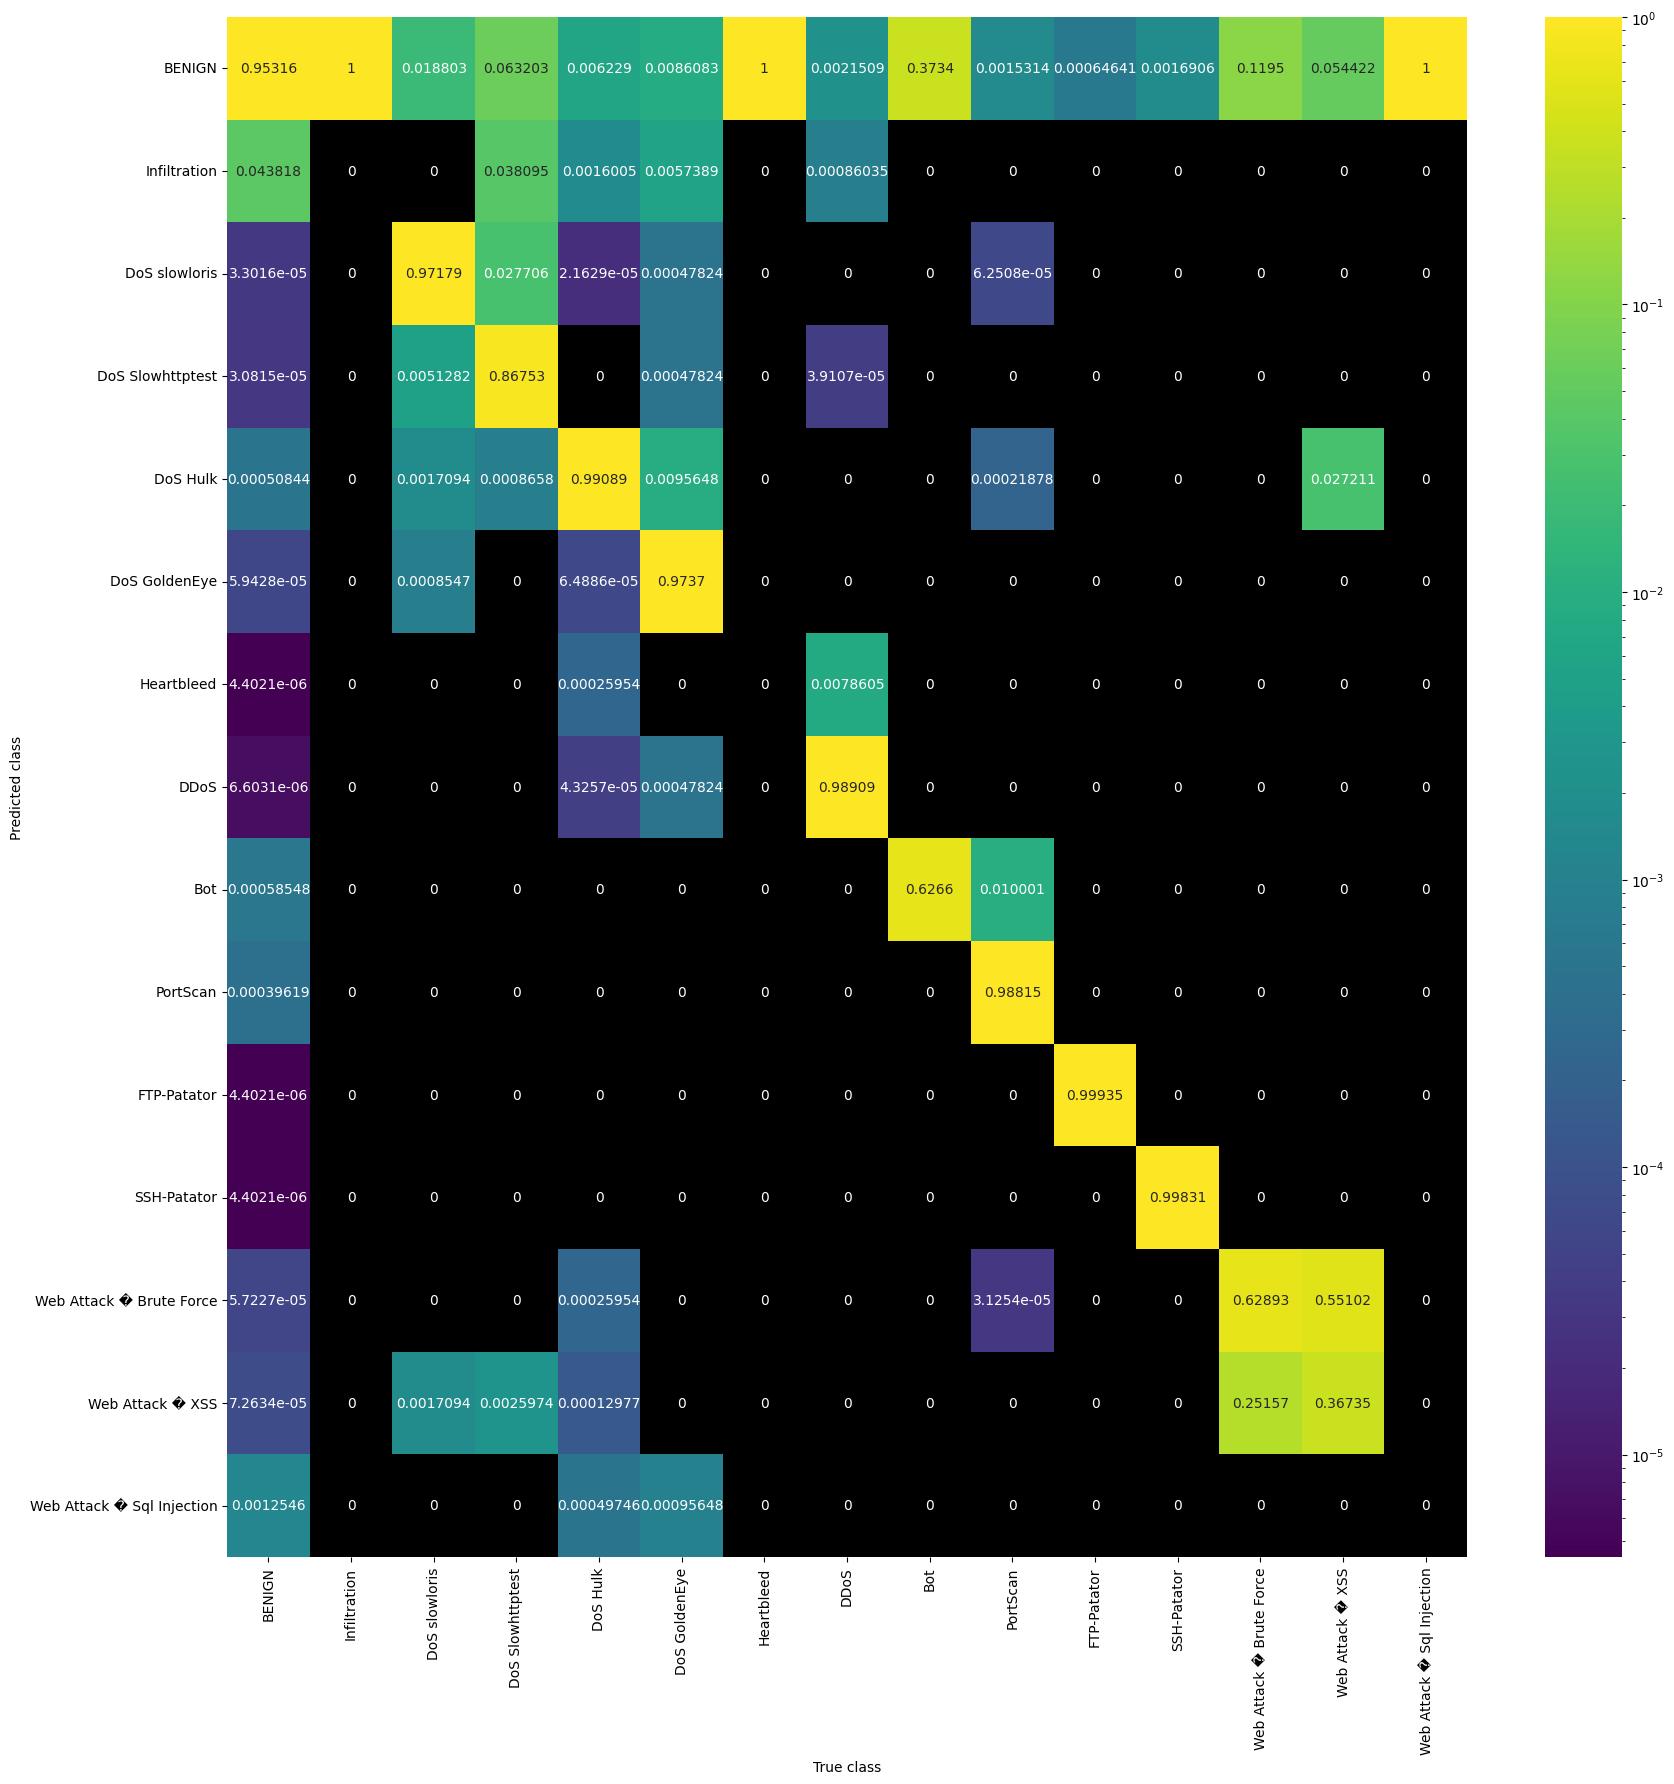 BENIGN 0.95316 1 0.018803 0.063203 0.006229 0.0086083 1 0.0021509 0.3734 0.0015314 0.00064641 0.0016906 0.1195 0.054422 1
Infiltration 0.043818 0 0 0.038095 0.0016005 0.0057389 0 0.00086035 0 0 0 0 0 0 0
DoS slowloris 3.3016e-05 0 0.97179 0.027706 2.1629e-05 0.00047824 0 0 0 6.2508e-05 0 0 0 0 0
DoS Slowhttptest 3.0815e-05 0 0.0051282 0.86753 0 0.00047824 0 3.9107e-05 0 0 0 0 0 0 0
DoS Hulk 0.00050844 0 0.0017094 0.0008658 0.99089 0.0095648 0 0 0 0.00021878 0 0 0 0.027211 0
DoS GoldenEye 5.9428e-05 0 0.0008547 0 6.4886e-05 0.9737 0 0 0 0 0 0 0 0 0
Heartbleed 4.4021e-06 0 0 0 0.00025954 0 0 0.0078605 0 0 0 0 0 0 0
DDoS 6.6031e-06 0 0 0 4.3257e-05 0.00047824 0 0.98909 0 0 0 0 0 0 0
Bot 0.00058548 0 0 0 0 0 0 0 0.6266 0.010001 0 0 0 0 0
PortScan 0.00039619 0 0 0 0 0 0 0 0 0.98815 0 0 0 0 0
FTP-Patator 4.4021e-06 0 0 0 0 0 0 0 0 0 0.99935 0 0 0 0
SSH-Patator 4.4021e-06 0 0 0 0 0 0 0 0 0 0 0.99831 0 0 0
Web Attack � Brute Force 5.7227e-05 0 0 0 0.00025954 0 0 0 0 3.1254e-05 0 0 0.62893 0.55102 0
Web Attack � XSS 7.2634e-05 0 0.0017094 0.0025974 0.00012977 0 0 0 0 0 0 0 0.25157 0.36735 0
Web Attack � Sql Injection 0.0012546 0 0 0 0.00049746 0.00095648 0 0 0 0 0 0 0 0 0
BENIGN
Infiltration
DoS slowloris
DoS Slowhttptest
DoS Hulk
DoS GoldenEye
Heartbleed
DDoS
Bot
PortScan
FTP-Patator
SSH-Patator
Web Attack � Brute Force
Web Attack � XSS
Web Attack � Sql Injection
True class
Predicted class
10⁰
10⁻¹
10⁻²
10⁻³
10⁻⁴
10⁻⁵